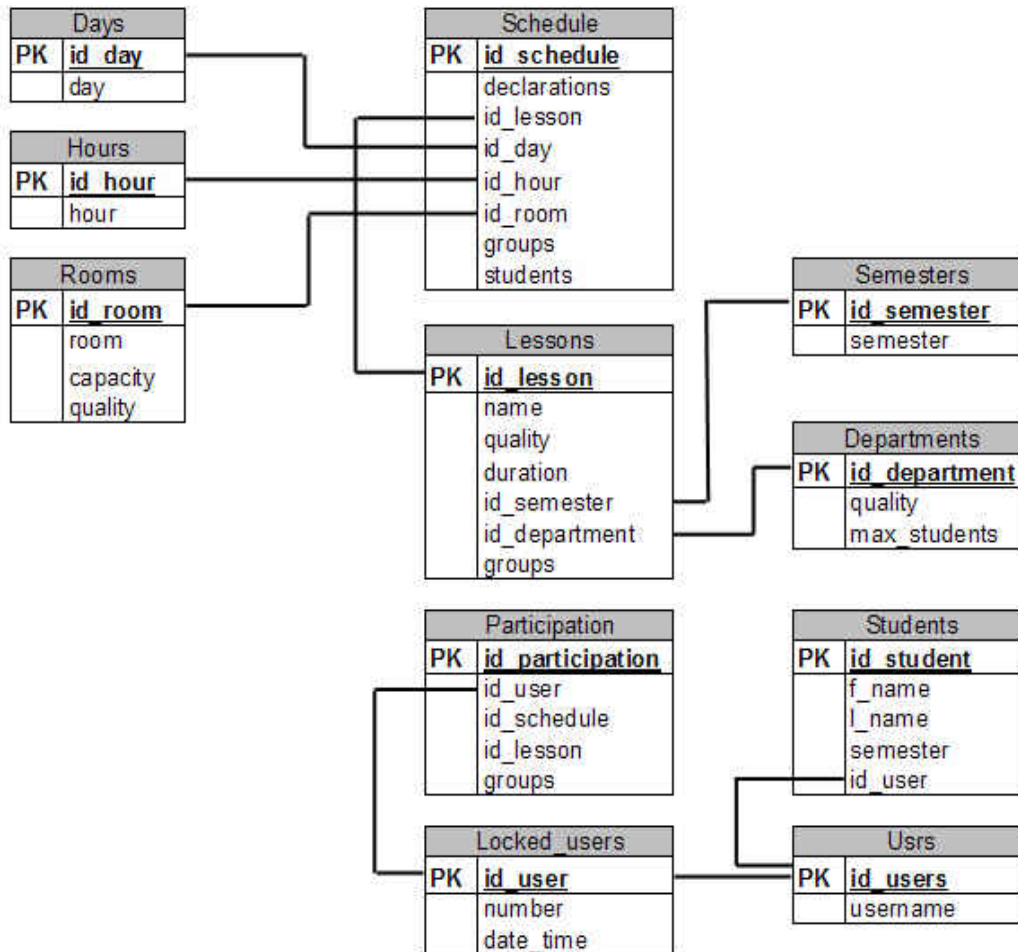 Days
PK id_day
day
Hours
PK id_hour
hour
Rooms
PK id_room
room
capacity
quality
Schedule
PK id_schedule
declarations
id_lesson
id_day
id_hour
id_room
groups
students
Lessons
PK id_lesson
name
quality
duration
id_semester
id_department
groups
Semesters
PK id_semester
semester
Departments
PK id_department
quality
max_students
Participation
PK id_participation
id_user
id_schedule
id_lesson
groups
Students
PK id_student
f_name
l_name
semester
id_user
Locked_users
PK id_user
number
date_time
Usrs
PK id_users
username